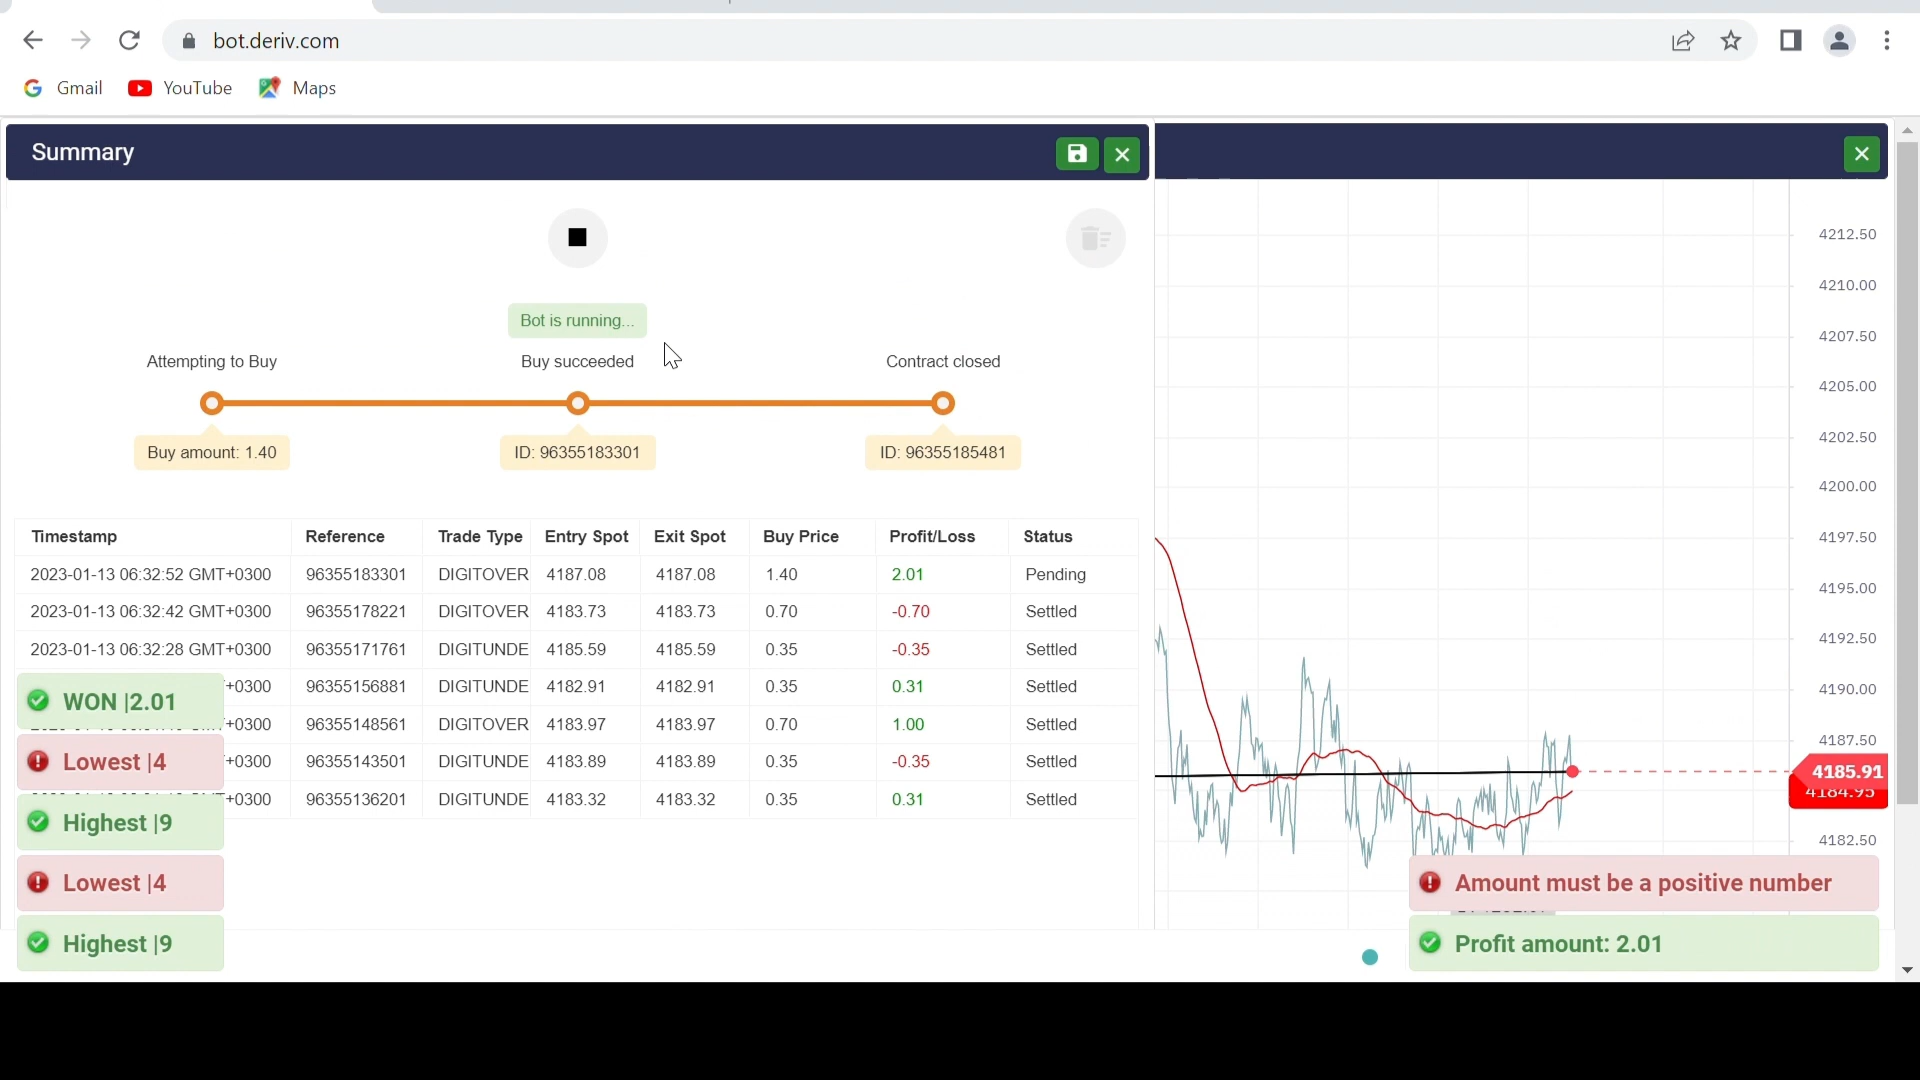 bot.deriv.com
Gmail YouTube Maps
Summary
Bot is running...
Attempting to Buy Buy succeeded Contract closed
Buy amount: 1.40 ID: 96355183301 ID: 96355185481
Timestamp Reference Trade Type Entry Spot Exit Spot Buy Price Profit/Loss Status
2023-01-13 06:32:52 GMT+0300 96355183301 DIGITOVER 4187.08 4187.08 1.40 2.01 Pending
2023-01-13 06:32:42 GMT+0300 96355178221 DIGITOVER 4183.73 4183.73 0.70 -0.70 Settled
2023-01-13 06:32:28 GMT+0300 96355171761 DIGITUNDE 4185.59 4185.59 0.35 -0.35 Settled
+0300 96355156881 DIGITUNDE 4182.91 4182.91 0.35 0.31 Settled
+0300 96355148561 DIGITOVER 4183.97 4183.97 0.70 1.00 Settled
+0300 96355143501 DIGITUNDE 4183.89 4183.89 0.35 -0.35 Settled
+0300 96355136201 DIGITUNDE 4183.32 4183.32 0.35 0.31 Settled
WON |2.01
Lowest |4
Highest |9
Lowest |4
Highest |9
4212.50
4210.00
4207.50
4205.00
4202.50
4200.00
4197.50
4195.00
4192.50
4190.00
4187.50
4185.91
4184.95
4182.50
Amount must be a positive number
Profit amount: 2.01